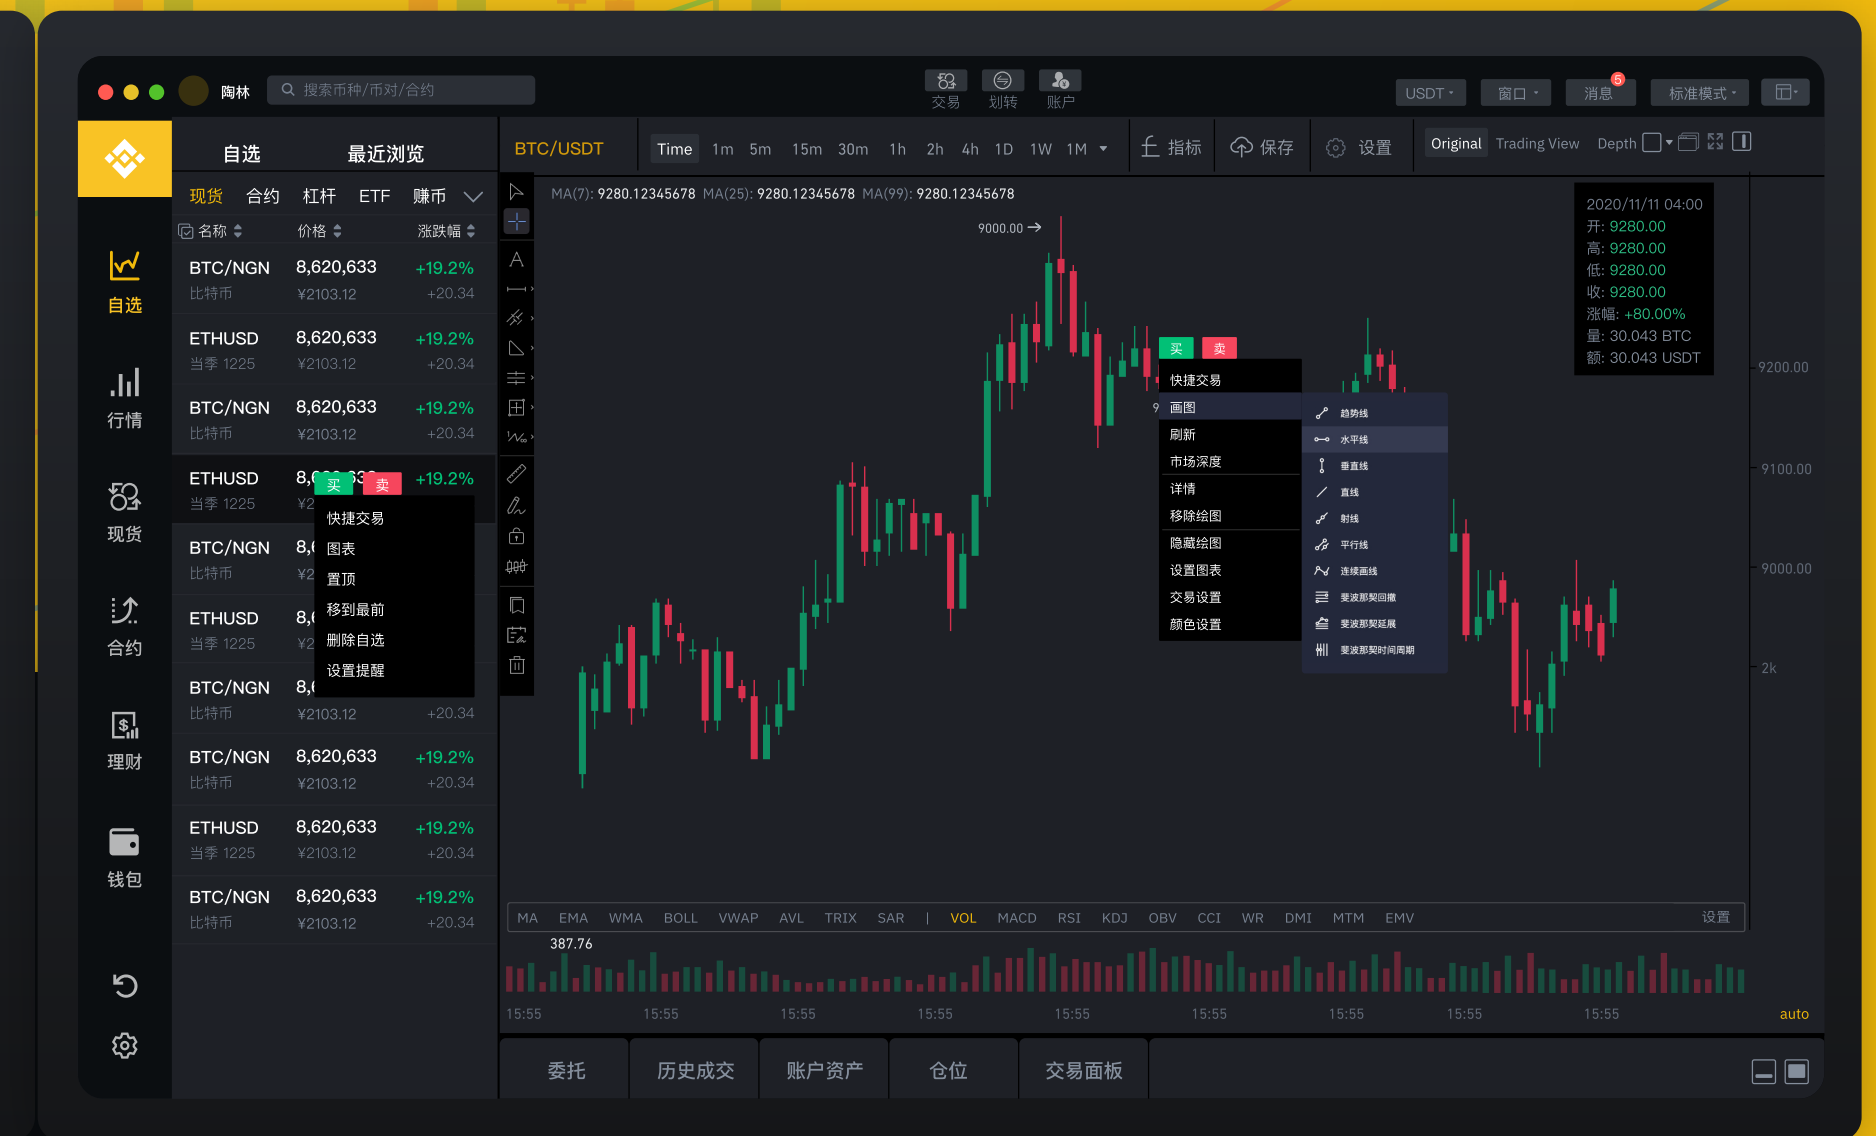 陶林
搜索币种/币对/合约
交易
划转
账户
USDT
窗口
消息
5
标准模式
自选
最近浏览
现货 合约 杠杆 ETF 赚币
名称 价格 涨跌幅
自选
行情
现货
合约
理财
钱包
BTC/NGN 8,620,633 +19.2%
比特币 ¥2103.12 +20.34
ETHUSD 8,620,633 +19.2%
当季 1225 ¥2103.12 +20.34
BTC/NGN 8,620,633 +19.2%
比特币 ¥2103.12 +20.34
ETHUSD +19.2%
当季 1225 ¥2
BTC/NGN 8,
比特币 ¥2
ETHUSD 8,
当季 1225 ¥2
BTC/NGN 8,
比特币 ¥2103.12 +20.34
BTC/NGN 8,620,633 +19.2%
比特币 ¥2103.12 +20.34
ETHUSD 8,620,633 +19.2%
当季 1225 ¥2103.12 +20.34
BTC/NGN 8,620,633 +19.2%
比特币 ¥2103.12 +20.34
买 卖
快捷交易
图表
置顶
移到最前
删除自选
设置提醒
BTC/USDT Time 1m 5m 15m 30m 1h 2h 4h 1D 1W 1M 指标 保存 设置 Original Trading View Depth
MA(7): 9280.12345678 MA(25): 9280.12345678 MA(99): 9280.12345678
9000.00
2020/11/11 04:00
开: 9280.00
高: 9280.00
低: 9280.00
收: 9280.00
涨幅: +80.00%
量: 30.043 BTC
额: 30.043 USDT
9200.00
9100.00
9000.00
2k
买 卖
快捷交易
9 画图
刷新
市场深度
详情
移除绘图
隐藏绘图
设置图表
交易设置
颜色设置
趋势线
水平线
垂直线
直线
射线
平行线
连续画线
斐波那契回撤
斐波那契延展
斐波那契时间周期
MA EMA WMA BOLL VWAP AVL TRIX SAR | VOL MACD RSI KDJ OBV CCI WR DMI MTM EMV 设置
387.76
15:55 15:55 15:55 15:55 15:55 15:55 15:55 15:55 15:55 auto
委托 历史成交 账户资产 仓位 交易面板